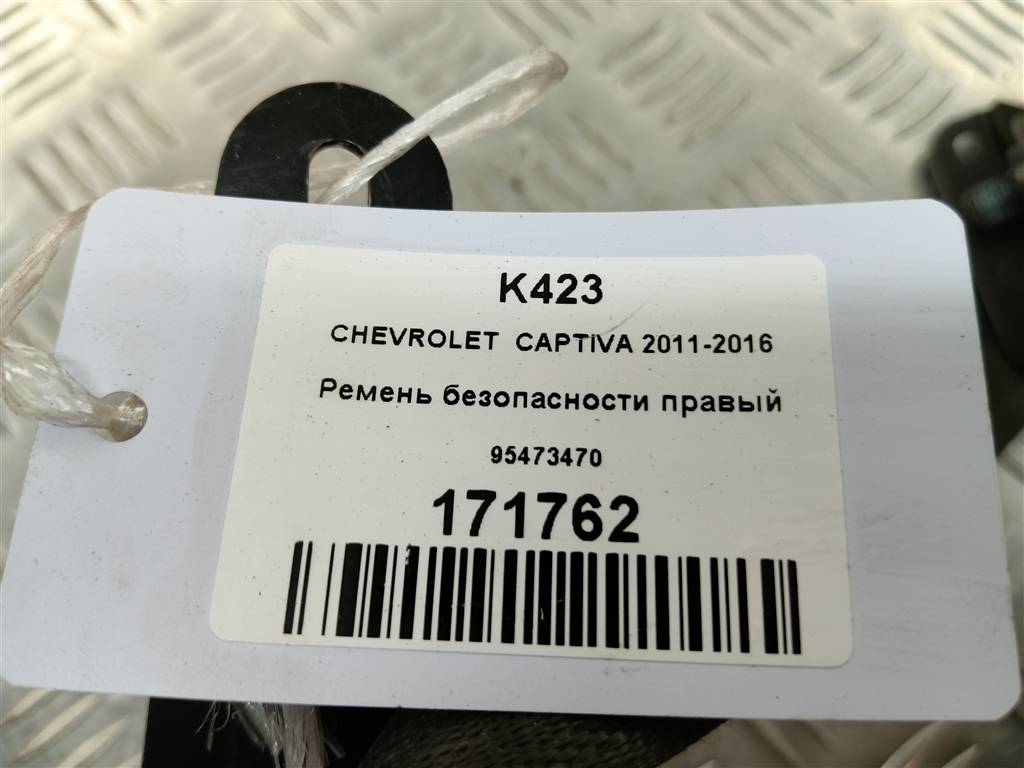 K423
CHEVROLET CAPTIVA 2011-2016
Ремень безопасности правый
95473470
171762